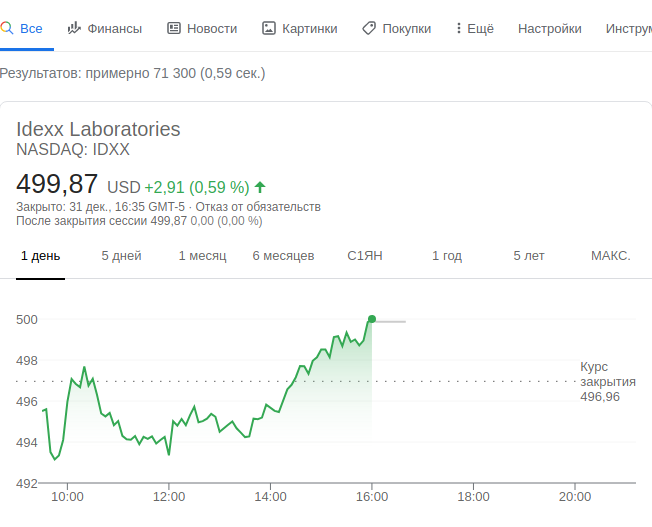 Все Финансы Новости Картинки Покупки Ещё Настройки Инструм
Результатов: примерно 71 300 (0,59 сек.)
Idexx Laboratories
NASDAQ: IDXX
499,87 USD +2,91 (0,59 %)
Закрыто: 31 дек., 16:35 GMT-5 · Отказ от обязательств
После закрытия сессии 499,87 0,00 (0,00 %)
1 день 5 дней 1 месяц 6 месяцев С1ЯН 1 год 5 лет МАКС.
500
498
Курс
закрытия
496,96
496
494
492
10:00 12:00 14:00 16:00 18:00 20:00